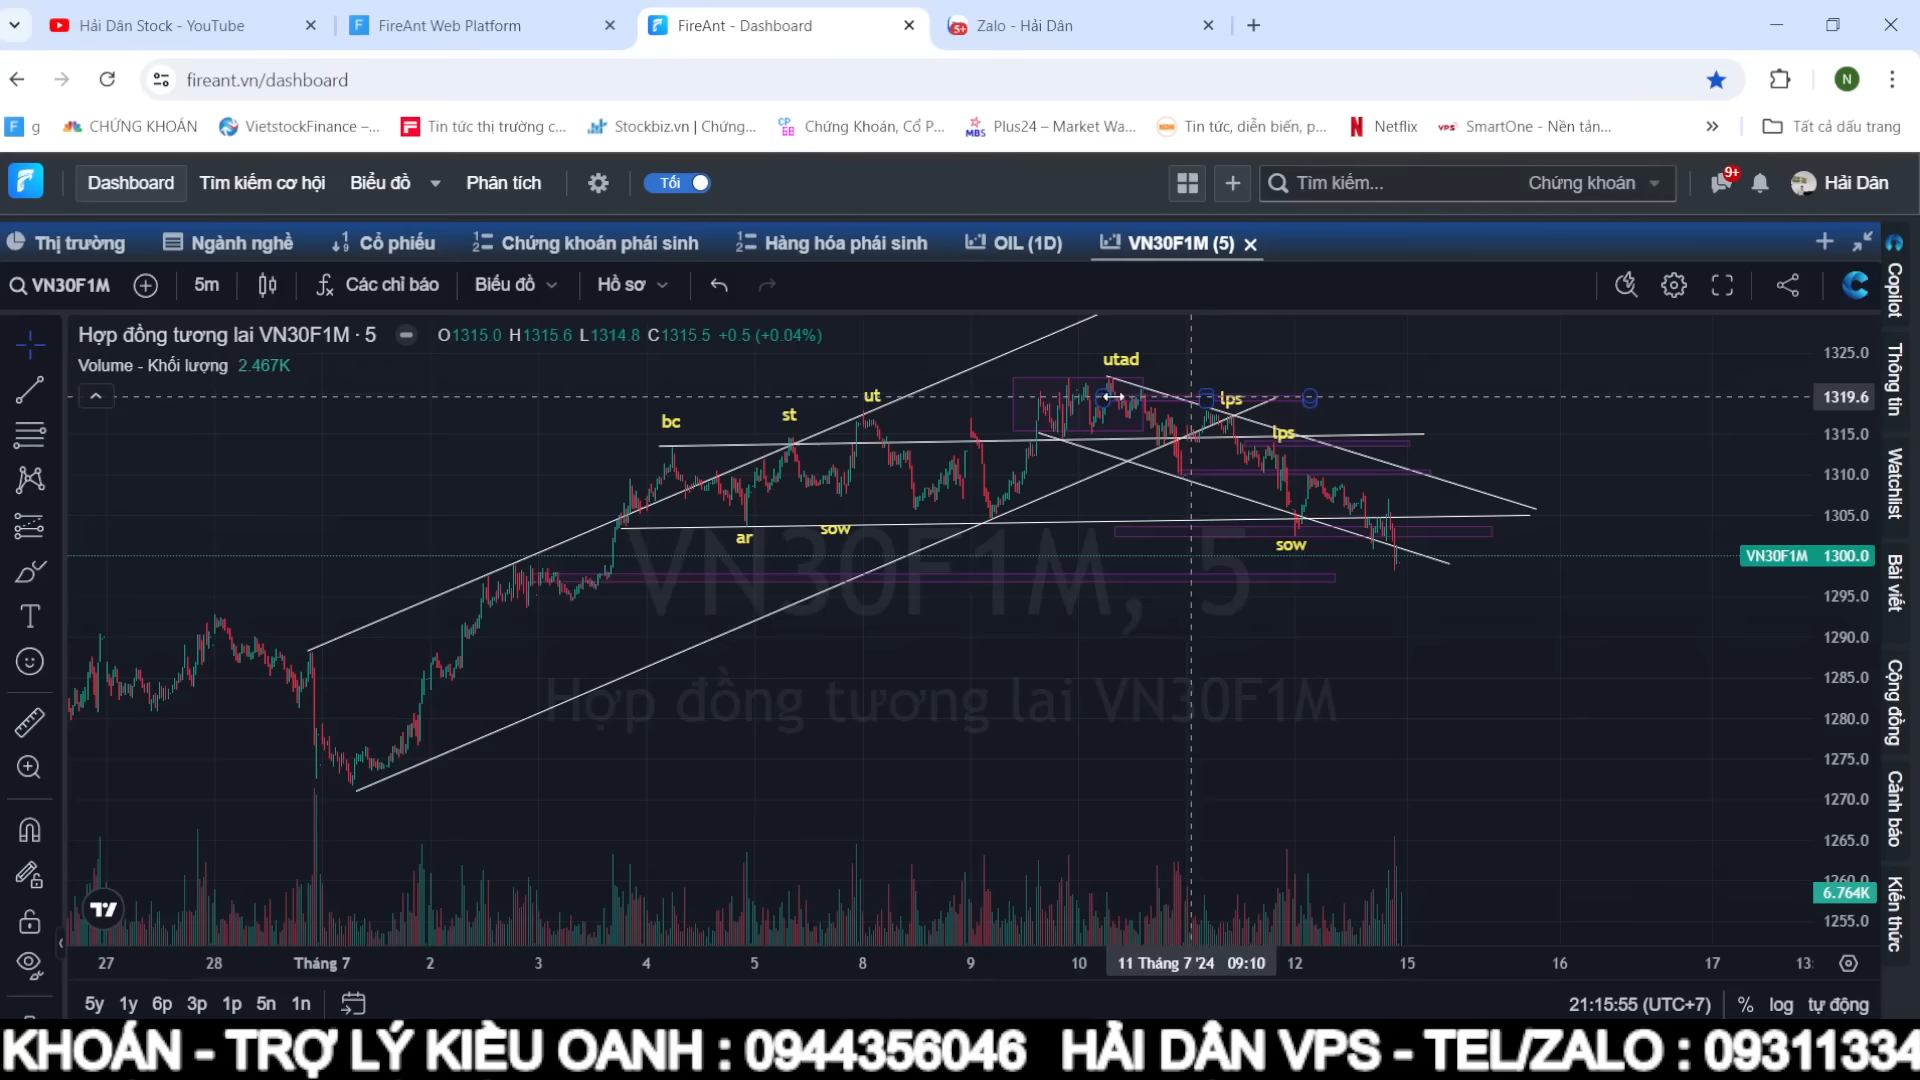 Hải Dân Stock - YouTube
FireAnt Web Platform
FireAnt - Dashboard
Zalo - Hải Dân
fireant.vn/dashboard
N
g
CHỨNG KHOÁN
VietstockFinance –...
Tin tức thị trường c...
Stockbiz.vn | Chứng...
Chứng Khoán, Cổ P...
Plus24 – Market Wa...
Tin tức, diễn biến, p...
Netflix
SmartOne - Nền tản...
Tất cả dấu trang
Dashboard
Tìm kiếm cơ hội
Biểu đồ
Phân tích
Tối
Tìm kiếm...
Chứng khoán
9+
Hải Dân
Thị trường
Ngành nghề
Cổ phiếu
Chứng khoán phái sinh
Hàng hóa phái sinh
OIL (1D)
VN30F1M (5)
VN30F1M
5m
Các chỉ báo
Biểu đồ
Hồ sơ
Hợp đồng tương lai VN30F1M · 5
O1315.0 H1315.6 L1314.8 C1315.5 +0.5 (+0.04%)
Volume - Khối lượng 2.467K
utad
ut
bc
st
lps
lps
ar
sow
sow
VN30F1M, 5
Hợp đồng tương lai VN30F1M
1325.0
1319.6
1315.0
1310.0
1305.0
VN30F1M 1300.0
1295.0
1290.0
1285.0
1280.0
1275.0
1270.0
1265.0
1260.0
6.764K
1255.0
27
28
Tháng 7
2
3
4
5
8
9
10
11 Tháng 7 '24 09:10
12
15
16
17
13:
5y
1y
6p
3p
1p
5n
1n
21:15:55 (UTC+7)
%
log
tự động
Copilot
Thông tin
Watchlist
Bài viết
Cộng đồng
Cảnh báo
Kiến thức
KHOÁN - TRỢ LÝ KIỀU OANH : 0944356046 HẢI DÂN VPS - TEL/ZALO : 09311334